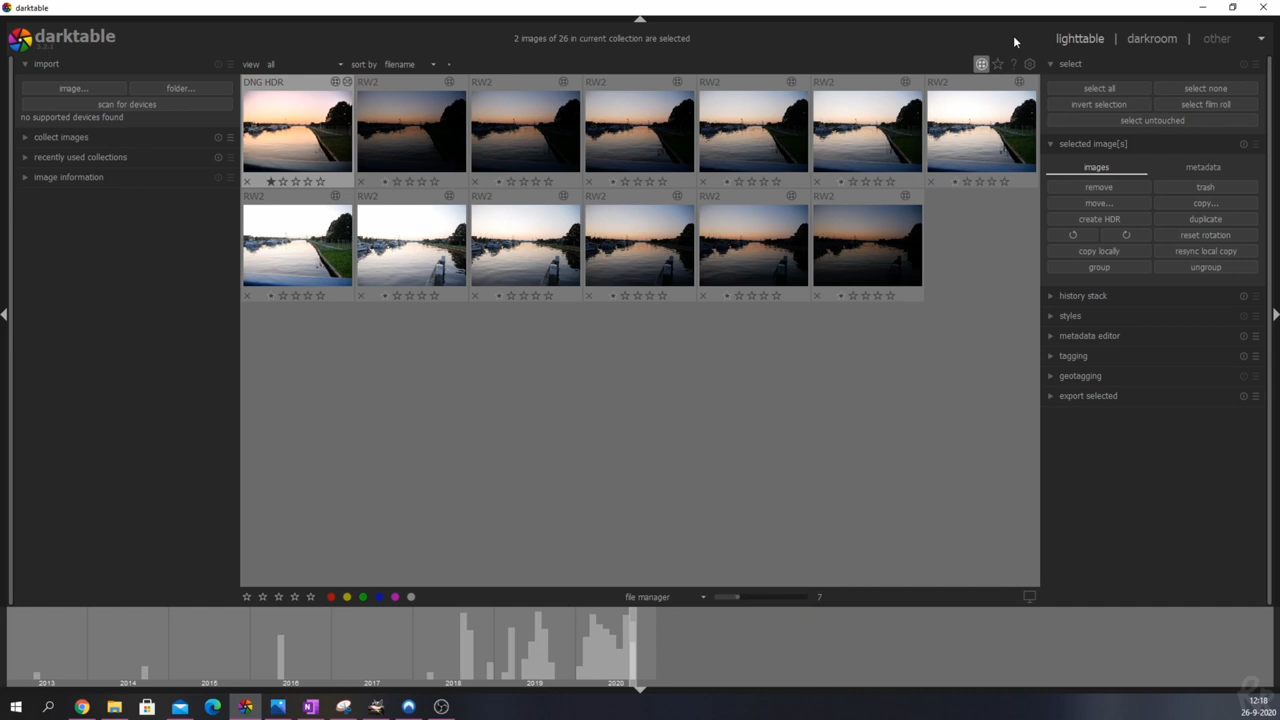 darktable
darktable
3.2.1
2 images of 26 in current collection are selected
lighttable | darkroom | other
import
view all sort by filename
select
image... folder...
scan for devices
no supported devices found
collect images
recently used collections
image information
DNG HDR RW2 RW2 RW2 RW2 RW2 RW2
RW2 RW2 RW2 RW2 RW2 RW2
select all select none
invert selection select film roll
select untouched
selected image[s]
images metadata
remove trash
move... copy...
create HDR duplicate
reset rotation
copy locally resync local copy
group ungroup
history stack
styles
metadata editor
tagging
geotagging
export selected
file manager 7
2013 2014 2015 2016 2017 2018 2019 2020
12:18
26-9-2020